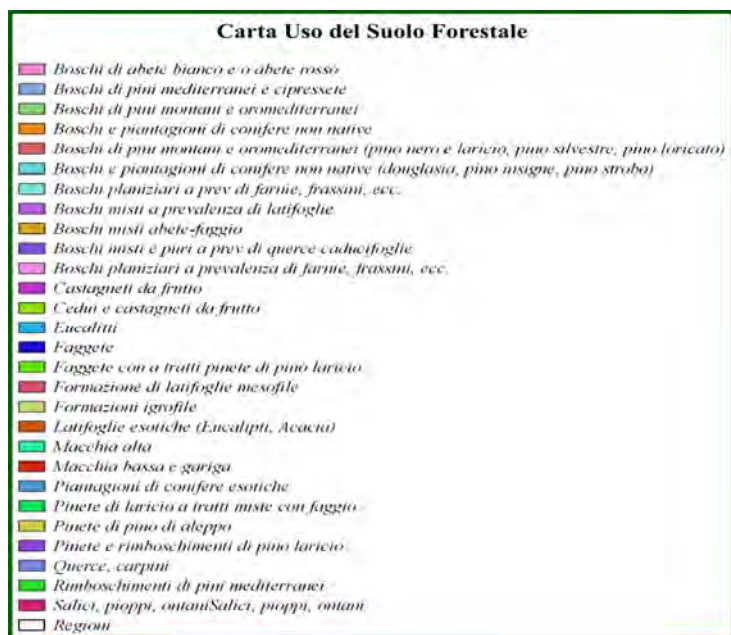 Carta Uso del Suolo Forestale
Boschi di abete bianco e o abete rosso
Boschi di pini mediterranei e cipressete
Boschi di pini montani e oromediterranei
Boschi e piantagioni di conifere non native
Boschi di pini montani e oromediterranei (pino nero e laricio, pino silvestre, pino loricato)
Boschi e piantagioni di conifere non native (douglasia, pino insigne, pino strobo)
Boschi planiziari a prev di farnie, frassini, ecc.
Boschi misti a prevalenza di latifoglie
Boschi misti abete-faggio
Boschi misti e puri a prev di querce caducifoglie
Boschi planiziari a prevalenza di farnie, frassini, ecc.
Castagneti da frutto
Cedui e castagneti da frutto
Eucalitti
Faggete
Faggete con a tratti pinete di pino laricio
Formazione di latifoglie mesofile
Formazioni igrofile
Latifoglie esotiche (Eucalipti, Acacia)
Macchia alta
Macchia bassa e gariga
Piantagioni di conifere esotiche
Pinete di laricio a tratti miste con faggio
Pinete di pino di aleppo
Pinete e rimboschimenti di pino laricio
Querce, carpini
Rimboschimenti di pini mediterranei
Salici, pioppi, ontaniSalici, pioppi, ontani
Regioni